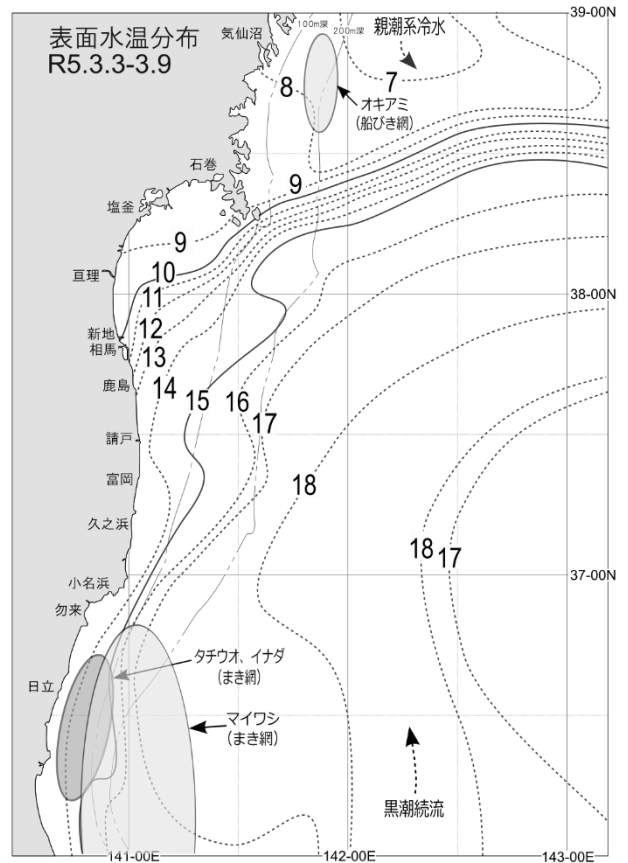 表面水温分布
R5.3.3-3.9
気仙沼
100m深
200m深
親潮系冷水
39-00N
8
7
オキアミ
(船びき網)
石巻
9
塩釜
9
亘理
10
11
38-00N
新地
12
相馬
13
鹿島
14
15
16
17
請戸
富岡
18
久之浜
18
17
37-00N
小名浜
勿来
タチウオ、イナダ
(まき網)
日立
マイワシ
(まき網)
黒潮続流
141-00E
142-00E
143-00E